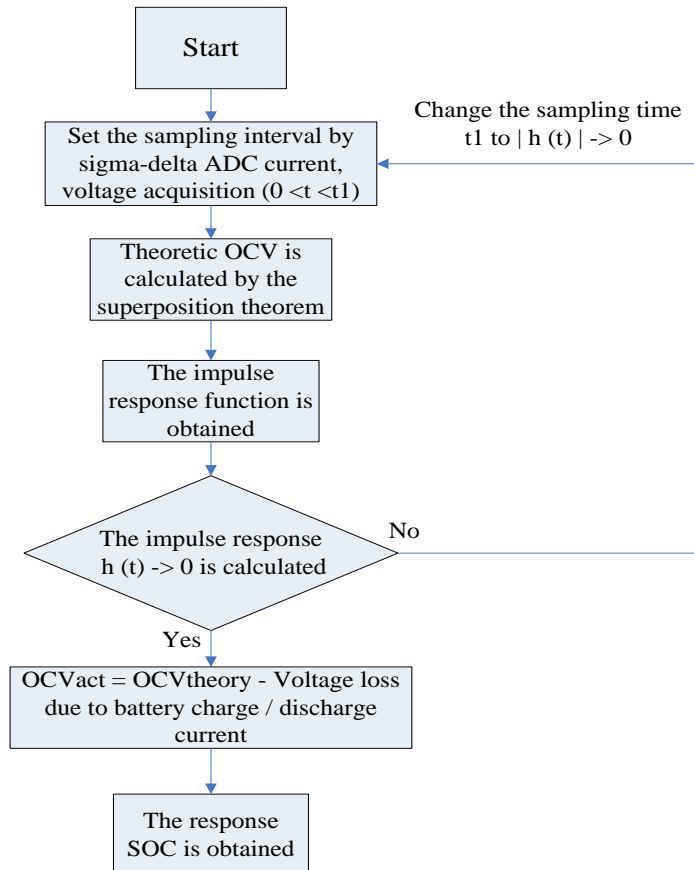 Start
Change the sampling time
t1 to | h (t) | -> 0
Set the sampling interval by
sigma-delta ADC current,
voltage acquisition (0 <t <t1)
Theoretic OCV is
calculated by the
superposition theorem
The impulse
response function is
obtained
The impulse response
h (t) -> 0 is calculated
No
Yes
OCVact = OCVtheory - Voltage loss
due to battery charge / discharge
current
The response
SOC is obtained